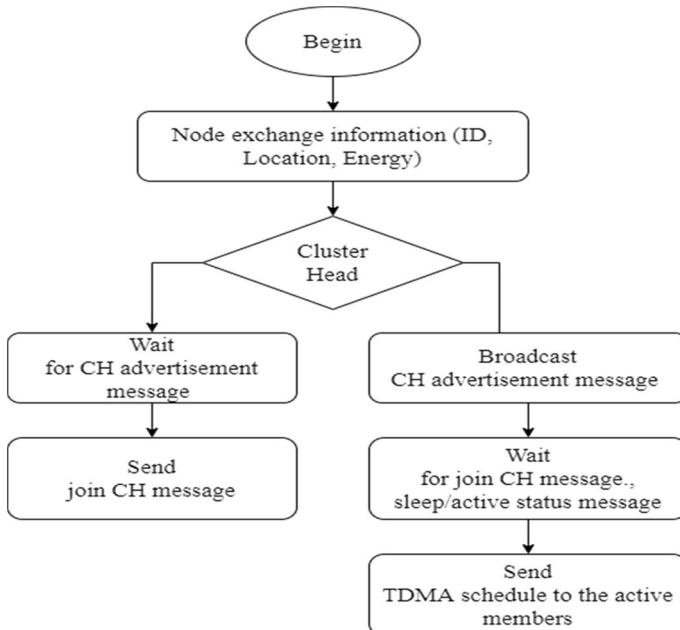 Begin
Node exchange information (ID,
Location, Energy)
Cluster
Head
Wait
for CH advertisement
message
Send
join CH message
Broadcast
CH advertisement message
Wait
for join CH message.,
sleep/active status message
Send
TDMA schedule to the active
members